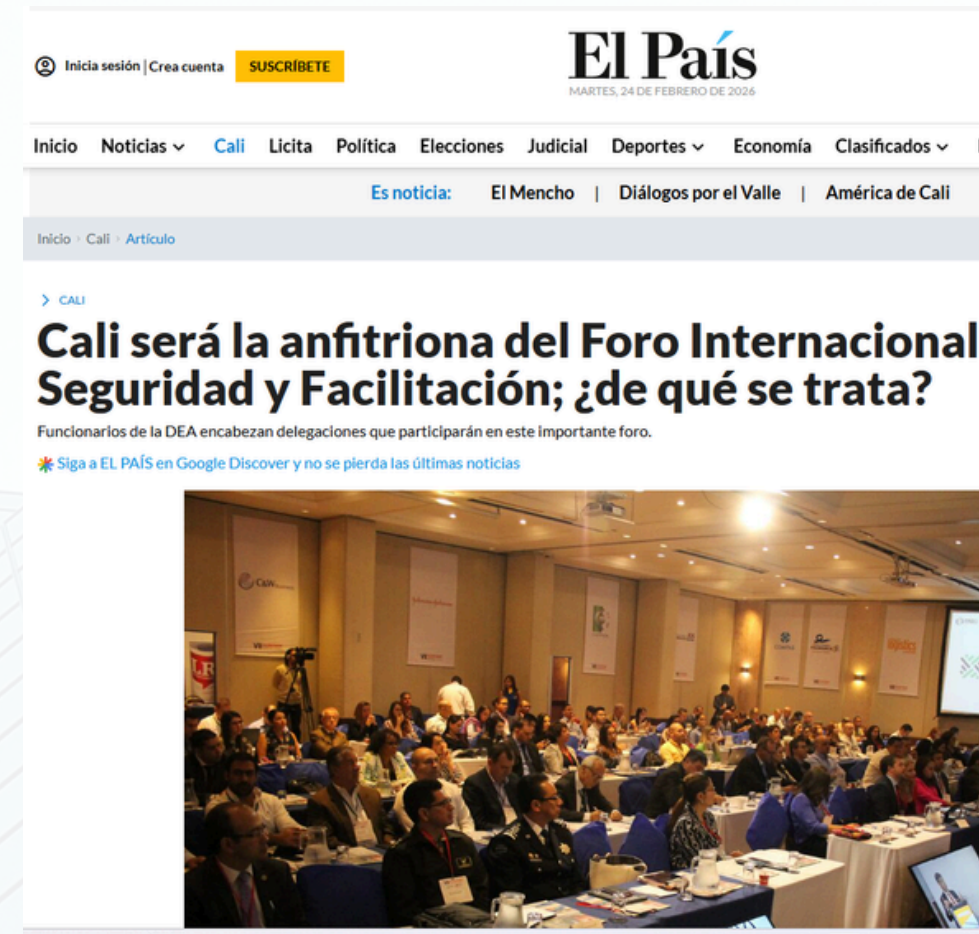 Inicia sesión | Crea cuenta SUSCRÍBETE
El País
MARTES, 24 DE FEBRERO DE 2026
Inicio Noticias Cali Licita Política Elecciones Judicial Deportes Economía Clasificados
Es noticia: El Mencho | Diálogos por el Valle | América de Cali
Inicio › Cali › Artículo
> CALI
Cali será la anfitriona del Foro Internacional
Seguridad y Facilitación; ¿de qué se trata?
Funcionarios de la DEA encabezan delegaciones que participarán en este importante foro.
Siga a EL PAÍS en Google Discover y no se pierda las últimas noticias
LR